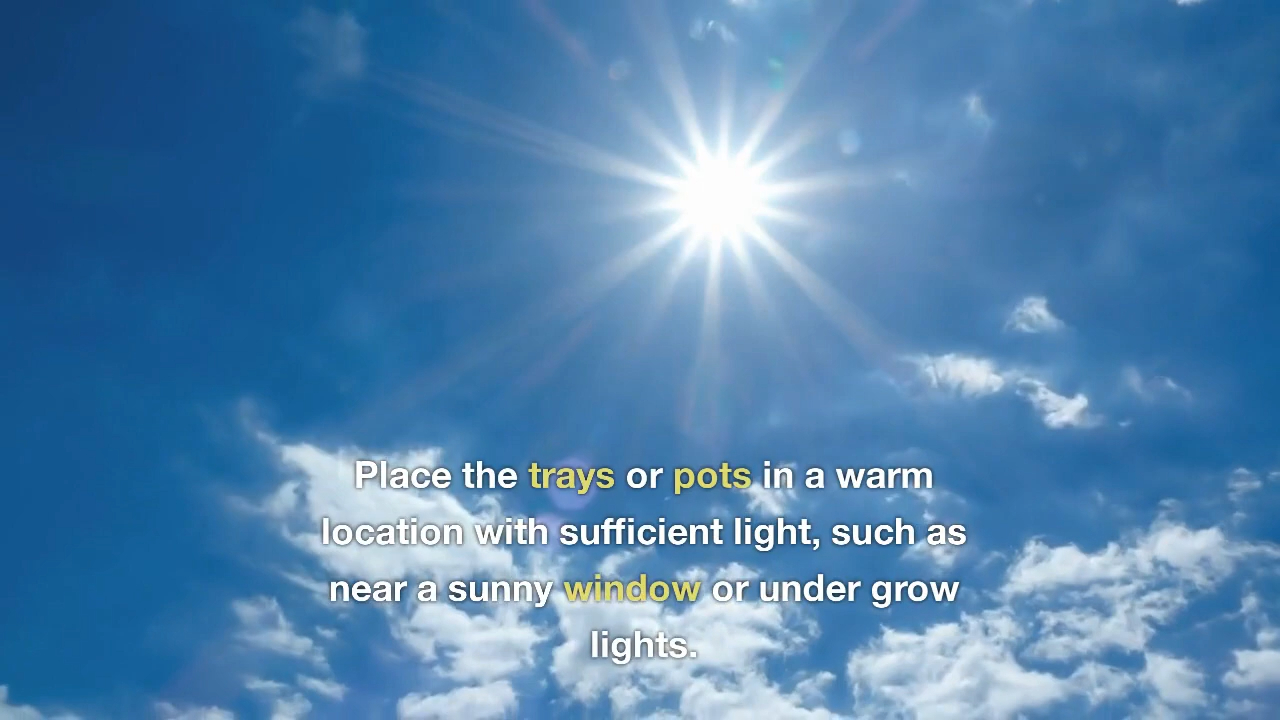 Place the trays or pots in a warm
location with sufficient light, such as
near a sunny window or under grow
lights.